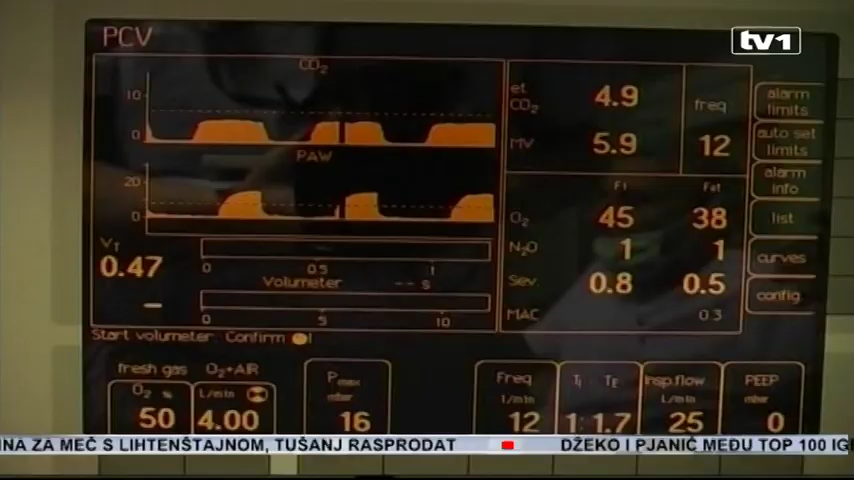 PCV
tv1
CO₂
10
0
PAW
20
0
et CO₂ 4.9
MV 5.9
freq
12
FI Fet
O₂ 45 38
N₂O 1 1
Sev 0.8 0.5
MAC 0.3
alarm limits
auto set limits
alarm info
list
curves
config
VT
0.47
0 0.5 1
Volumeter -- s
0 5 10
Start volumeter Confirm
fresh gas O₂+AIR
O₂ %
50
L/min
4.00
Pmax
mbar
16
Freq
1/min
12
TI TE
1:1.7
Insp.flow
L/min
25
PEEP
mbar
0
INA ZA MEČ S LIHTENŠTAJNOM, TUŠANJ RASPRODAT DŽEKO I PJANIĆ MEĐU TOP 100 IG